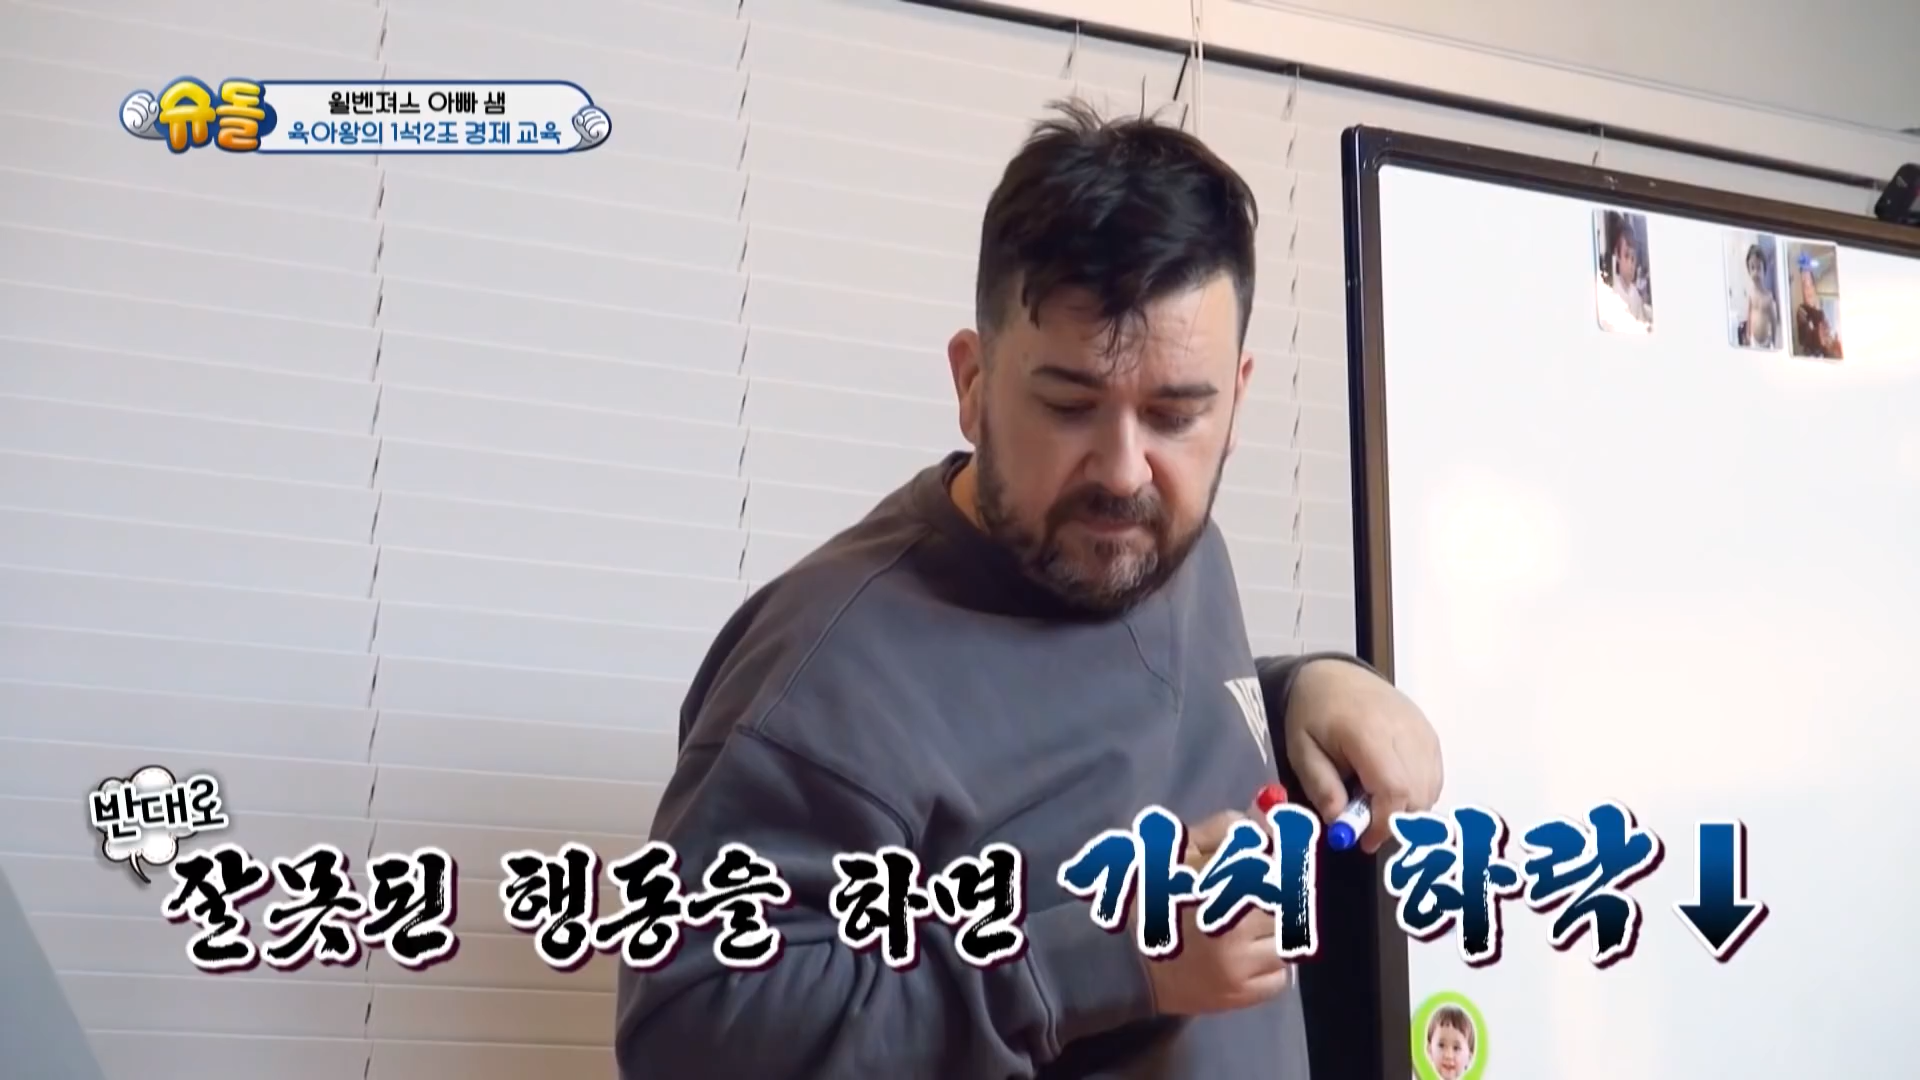 슈돌
윌벤져스 아빠 샘
육아왕의 1석2조 경제 교육
반대로
잘못된 행동을 하면 가치 하락↓